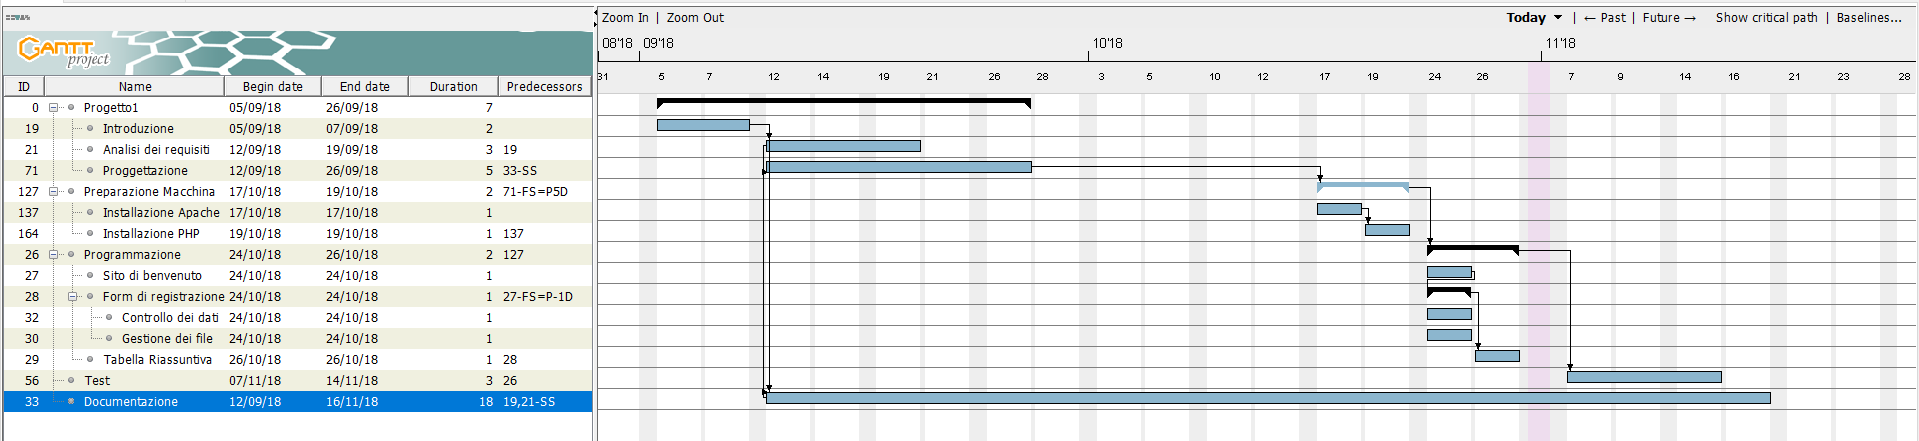 Zoom In | Zoom Out Today ▼ | ← Past | Future → Show critical path | Baselines...
GANTT
project
08'18 09'18 10'18 11'18
31 5 7 12 14 19 21 26 28 3 5 10 12 17 19 24 26 7 9 14 16 21 23 28
ID Name Begin date End date Duration Predecessors
0 Progetto1 05/09/18 26/09/18 7
19 Introduzione 05/09/18 07/09/18 2
21 Analisi dei requisiti 12/09/18 19/09/18 3 19
71 Proggettazione 12/09/18 26/09/18 5 33-SS
127 Preparazione Macchina 17/10/18 19/10/18 2 71-FS=P5D
137 Installazione Apache 17/10/18 17/10/18 1
164 Installazione PHP 19/10/18 19/10/18 1 137
26 Programmazione 24/10/18 26/10/18 2 127
27 Sito di benvenuto 24/10/18 24/10/18 1
28 Form di registrazione 24/10/18 24/10/18 1 27-FS=P-1D
32 Controllo dei dati 24/10/18 24/10/18 1
30 Gestione dei file 24/10/18 24/10/18 1
29 Tabella Riassuntiva 26/10/18 26/10/18 1 28
56 Test 07/11/18 14/11/18 3 26
33 Documentazione 12/09/18 16/11/18 18 19,21-SS